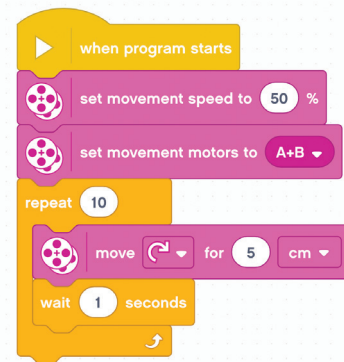 when program starts
set movement speed to 50 %
set movement motors to A+B
repeat 10
move for 5 cm
wait 1 seconds